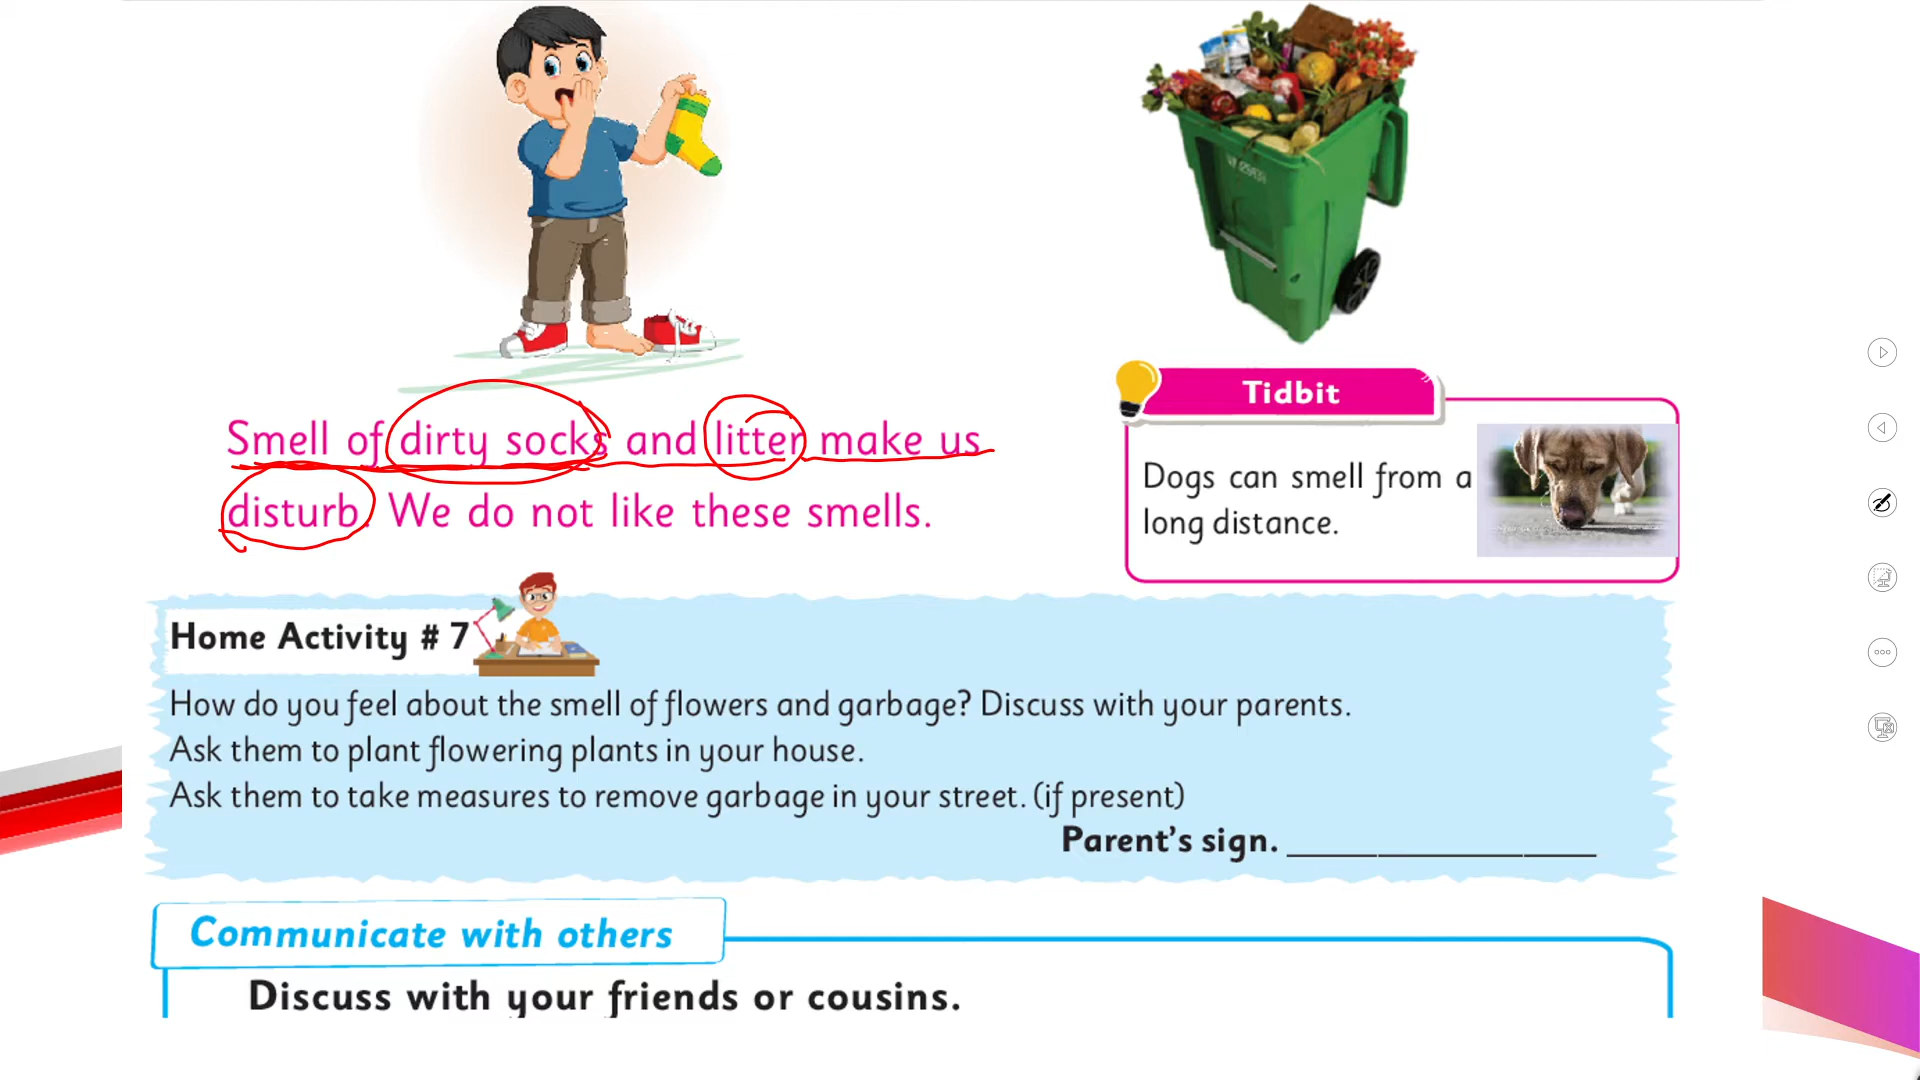 Smell of dirty socks and litter make us
disturb. We do not like these smells.
Tidbit
Dogs can smell from a
long distance.
Home Activity # 7
How do you feel about the smell of flowers and garbage? Discuss with your parents.
Ask them to plant flowering plants in your house.
Ask them to take measures to remove garbage in your street. (if present)
Parent's sign. ________________
Communicate with others
Discuss with your friends or cousins.